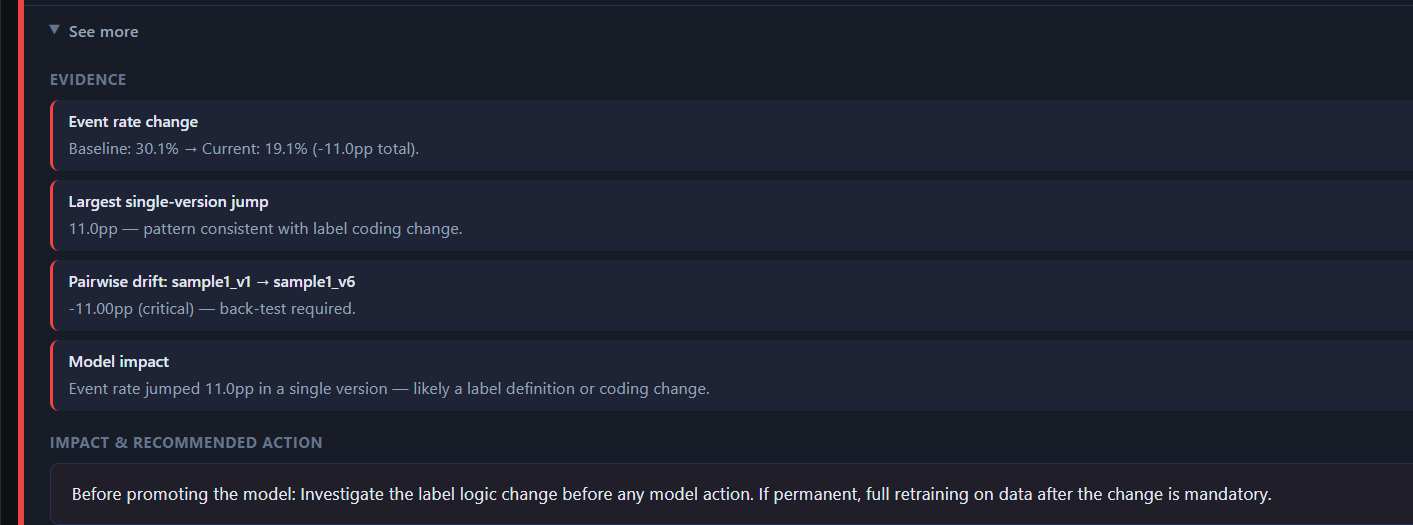 ▼ See more
EVIDENCE
Event rate change
Baseline: 30.1% → Current: 19.1% (-11.0pp total).
Largest single-version jump
11.0pp — pattern consistent with label coding change.
Pairwise drift: sample1_v1 → sample1_v6
-11.00pp (critical) — back-test required.
Model impact
Event rate jumped 11.0pp in a single version — likely a label definition or coding change.
IMPACT & RECOMMENDED ACTION
Before promoting the model: Investigate the label logic change before any model action. If permanent, full retraining on data after the change is mandatory.